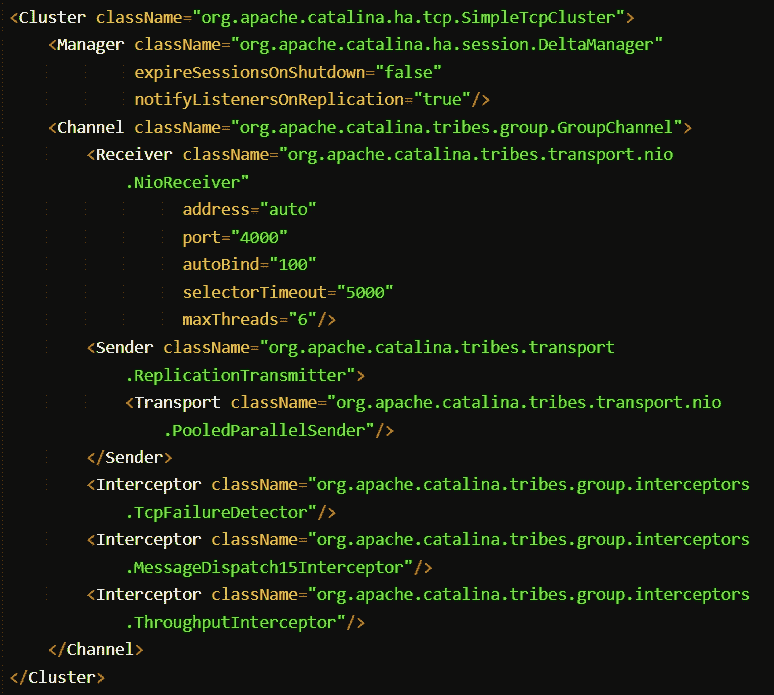 <Cluster className="org.apache.catalina.ha.tcp.SimpleTcpCluster">
    <Manager className="org.apache.catalina.ha.session.DeltaManager"
             expireSessionsOnShutdown="false"
             notifyListenersOnReplication="true"/>
    <Channel className="org.apache.catalina.tribes.group.GroupChannel">
        <Receiver className="org.apache.catalina.tribes.transport.nio
            .NioReceiver"
                  address="auto"
                  port="4000"
                  autoBind="100"
                  selectorTimeout="5000"
                  maxThreads="6"/>
        <Sender className="org.apache.catalina.tribes.transport
            .ReplicationTransmitter">
            <Transport className="org.apache.catalina.tribes.transport.nio
                .PooledParallelSender"/>
        </Sender>
        <Interceptor className="org.apache.catalina.tribes.group.interceptors
            .TcpFailureDetector"/>
        <Interceptor className="org.apache.catalina.tribes.group.interceptors
            .MessageDispatch15Interceptor"/>
        <Interceptor className="org.apache.catalina.tribes.group.interceptors
            .ThroughputInterceptor"/>
    </Channel>
</Cluster>